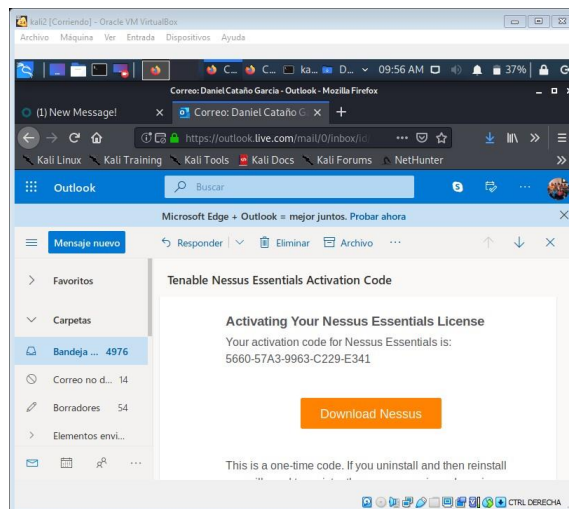 kali2 [Corriendo] - Oracle VM VirtualBox
Archivo Máquina Ver Entrada Dispositivos Ayuda
C... C... ka... D... 09:56 AM 37% G
Correo: Daniel Cataño Garcia - Outlook - Mozilla Firefox
(1) New Message! Correo: Daniel Cataño G
https://outlook.live.com/mail/0/inbox/id
Kali Linux Kali Training Kali Tools Kali Docs Kali Forums NetHunter
Outlook Buscar
Microsoft Edge + Outlook = mejor juntos. Probar ahora
Mensaje nuevo Responder Eliminar Archivo
Favoritos
Tenable Nessus Essentials Activation Code
Carpetas
Bandeja ... 4976
Correo no d... 14
Borradores 54
Elementos envi...
Activating Your Nessus Essentials License
Your activation code for Nessus Essentials is:
5660-57A3-9963-C229-E341
Download Nessus
This is a one-time code. If you uninstall and then reinstall
CTRL DERECHA